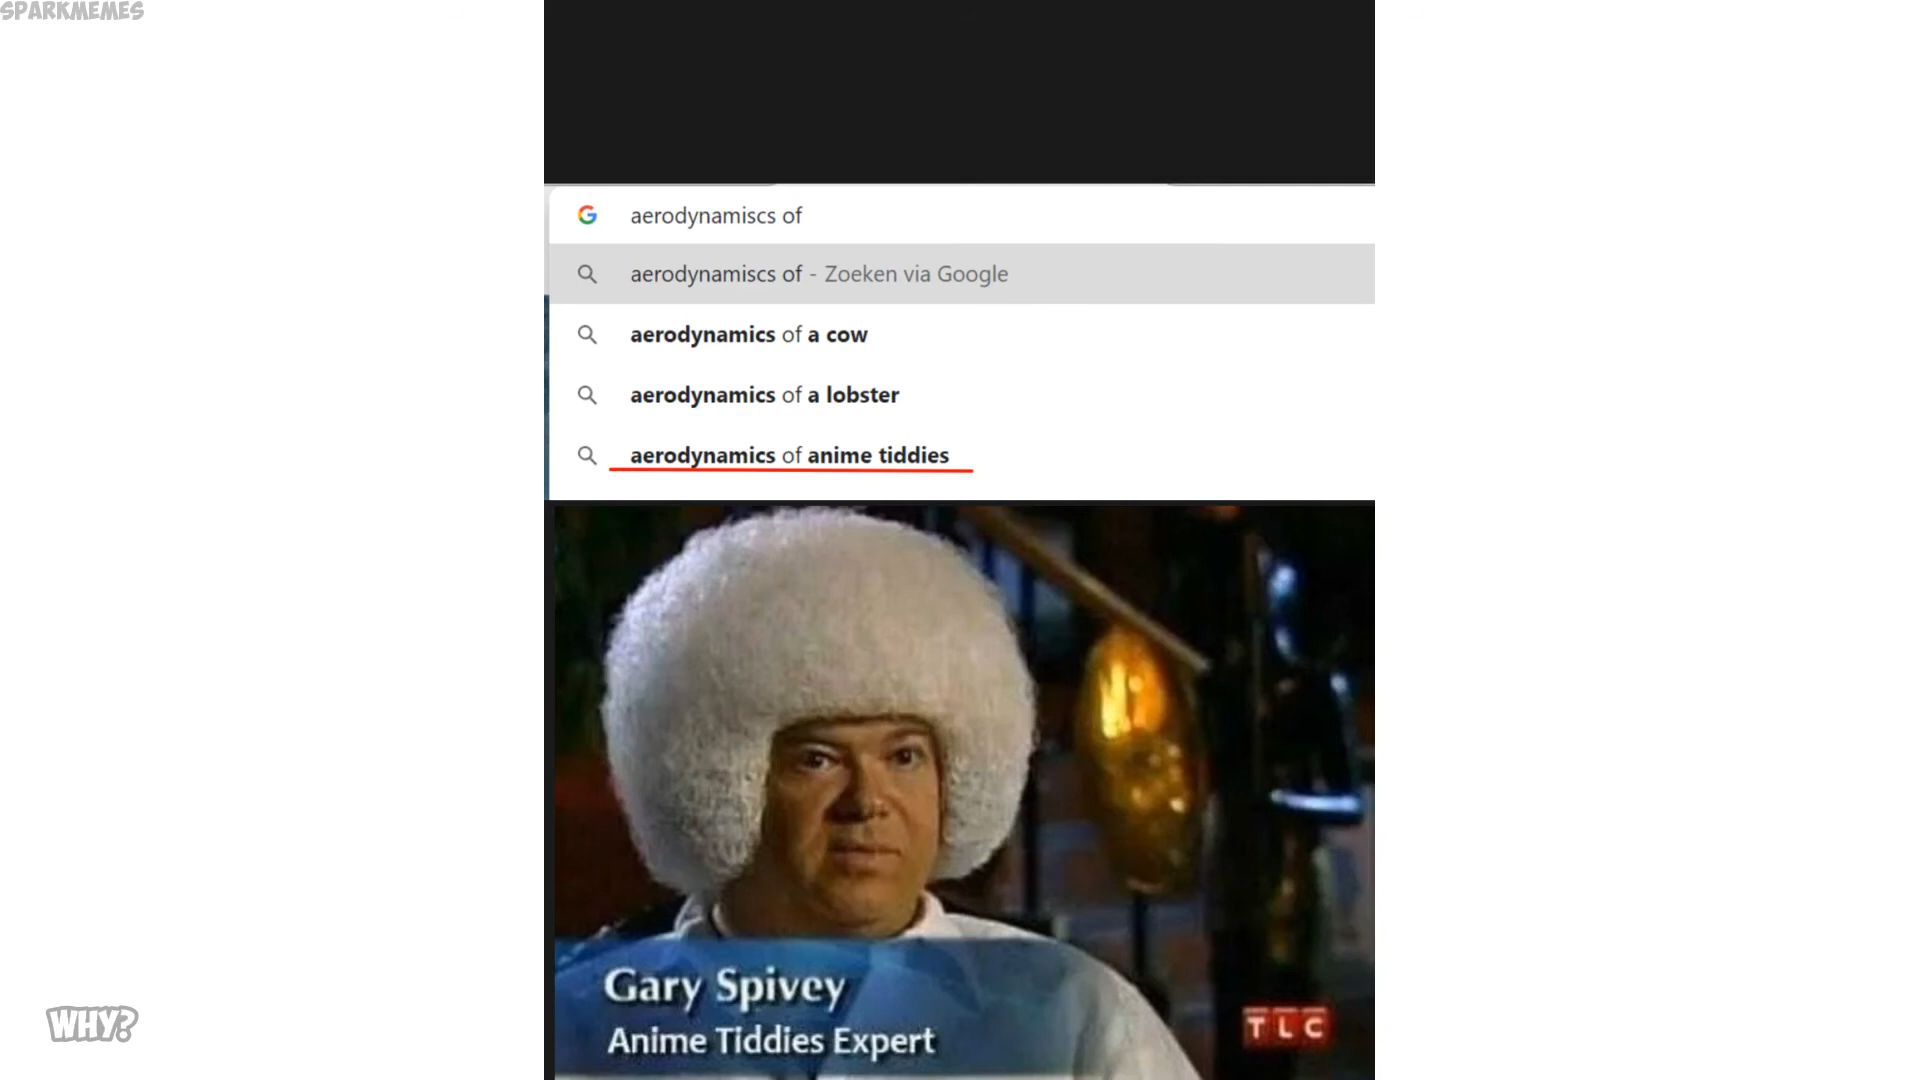 SPARKMEMES
aerodynamiscs of
aerodynamiscs of - Zoeken via Google
aerodynamics of a cow
aerodynamics of a lobster
aerodynamics of anime tiddies
Gary Spivey
Anime Tiddies Expert
TLC
WHY?